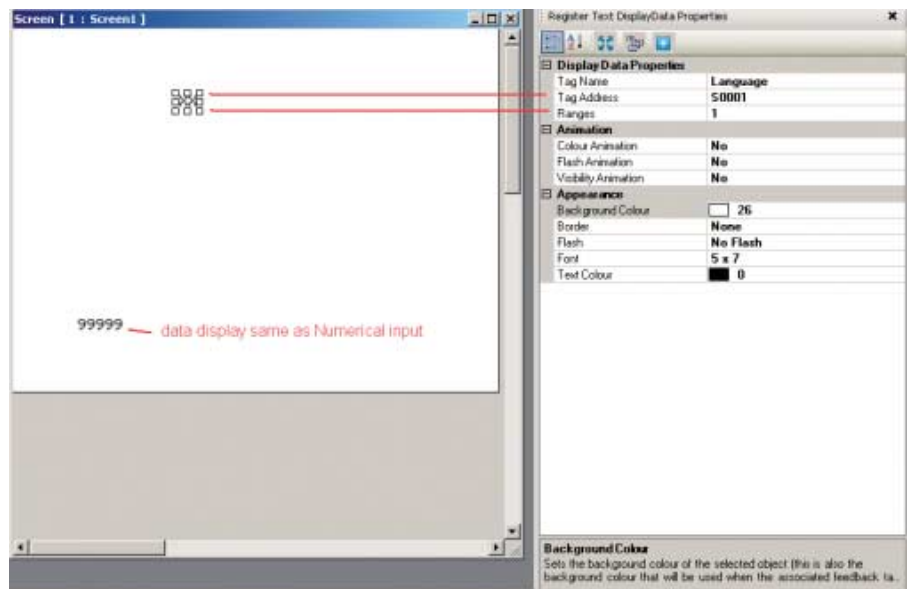 Screen [ 1 : Screen1 ]
99999
data display same as Numerical input
Register Text DisplayData Properties
Display Data Properties
Tag Name Language
Tag Address S0001
Ranges 1
Animation
Colour Animation No
Flash Animation No
Visibility Animation No
Appearance
Background Colour 26
Border None
Flash No Flash
Font 5 x 7
Text Colour 0
Background Colour
Sets the background colour of the selected object (this is also the
background colour that will be used when the associated feedback ta..